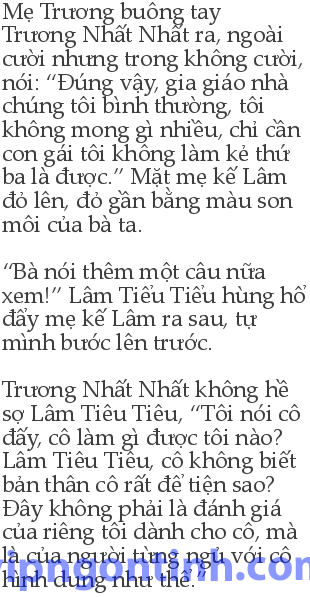 Mẹ Trương buông tay
Trương Nhất Nhất ra, ngoài
cười nhưng trong không cười,
nói: “Đúng vậy, gia giáo nhà
chúng tôi bình thường, tôi
không mong gì nhiều, chỉ cần
con gái tôi không làm kẻ thứ
ba là được.” Mặt mẹ kế Lâm
đỏ lên, đỏ gần bằng màu son
môi của bà ta.
“Bà nói thêm một câu nữa
xem!” Lâm Tiểu Tiểu hùng hổ
đẩy mẹ kế Lâm ra sau, tự
mình bước lên trước.
Trương Nhất Nhất không hề
sợ Lâm Tiêu Tiêu, “Tôi nói cô
đấy, cô làm gì được tôi nào?
Lâm Tiêu Tiêu, cô không biết
bản thân cô rất để tiện sao?
Đây không phải là đánh giá
của riêng tôi dành cho cô, mà
là của người từng ngủ với cô
hình dung như thế.”
ipngontinh.com